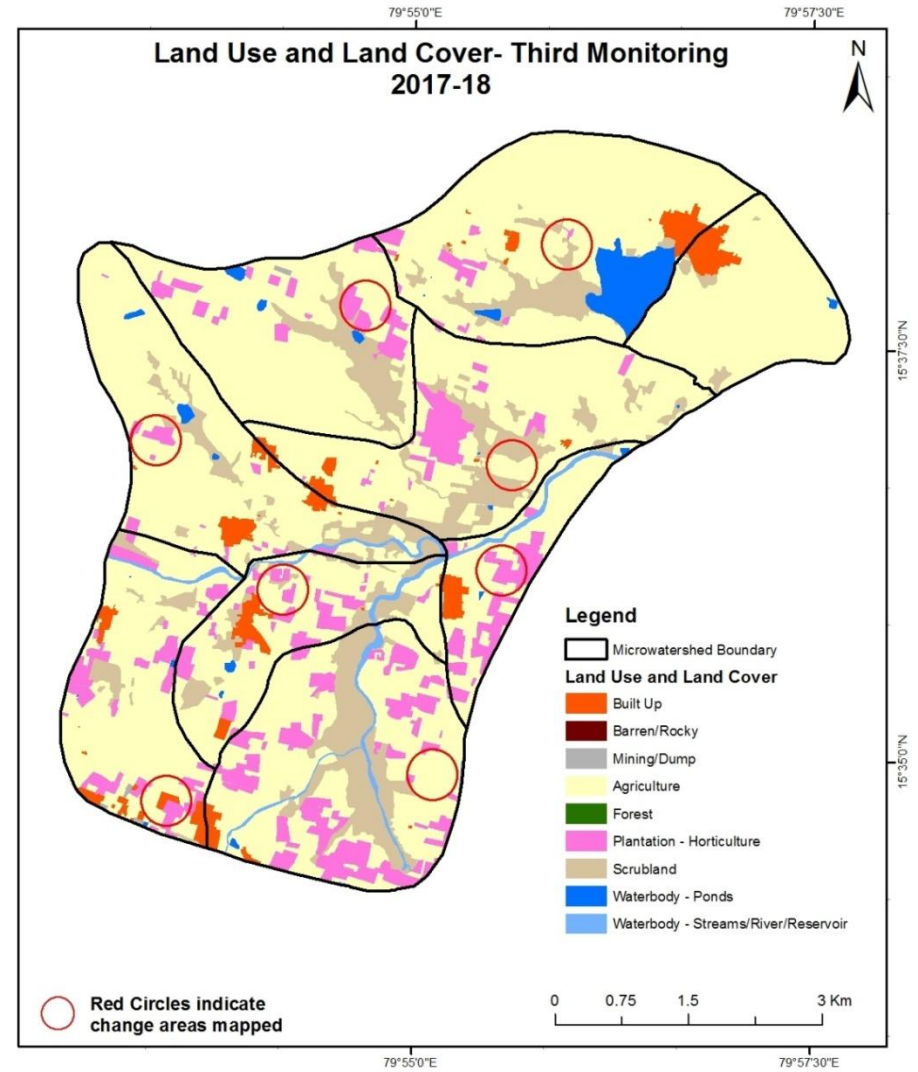 79°55'0"E 79°57'30"E
Land Use and Land Cover- Third Monitoring
2017-18
N
15°37'30"N
15°35'0"N
Legend
Microwatershed Boundary
Land Use and Land Cover
Built Up
Barren/Rocky
Mining/Dump
Agriculture
Forest
Plantation - Horticulture
Scrubland
Waterbody - Ponds
Waterbody - Streams/River/Reservoir
Red Circles indicate
change areas mapped
0 0.75 1.5 3 Km
79°55'0"E 79°57'30"E